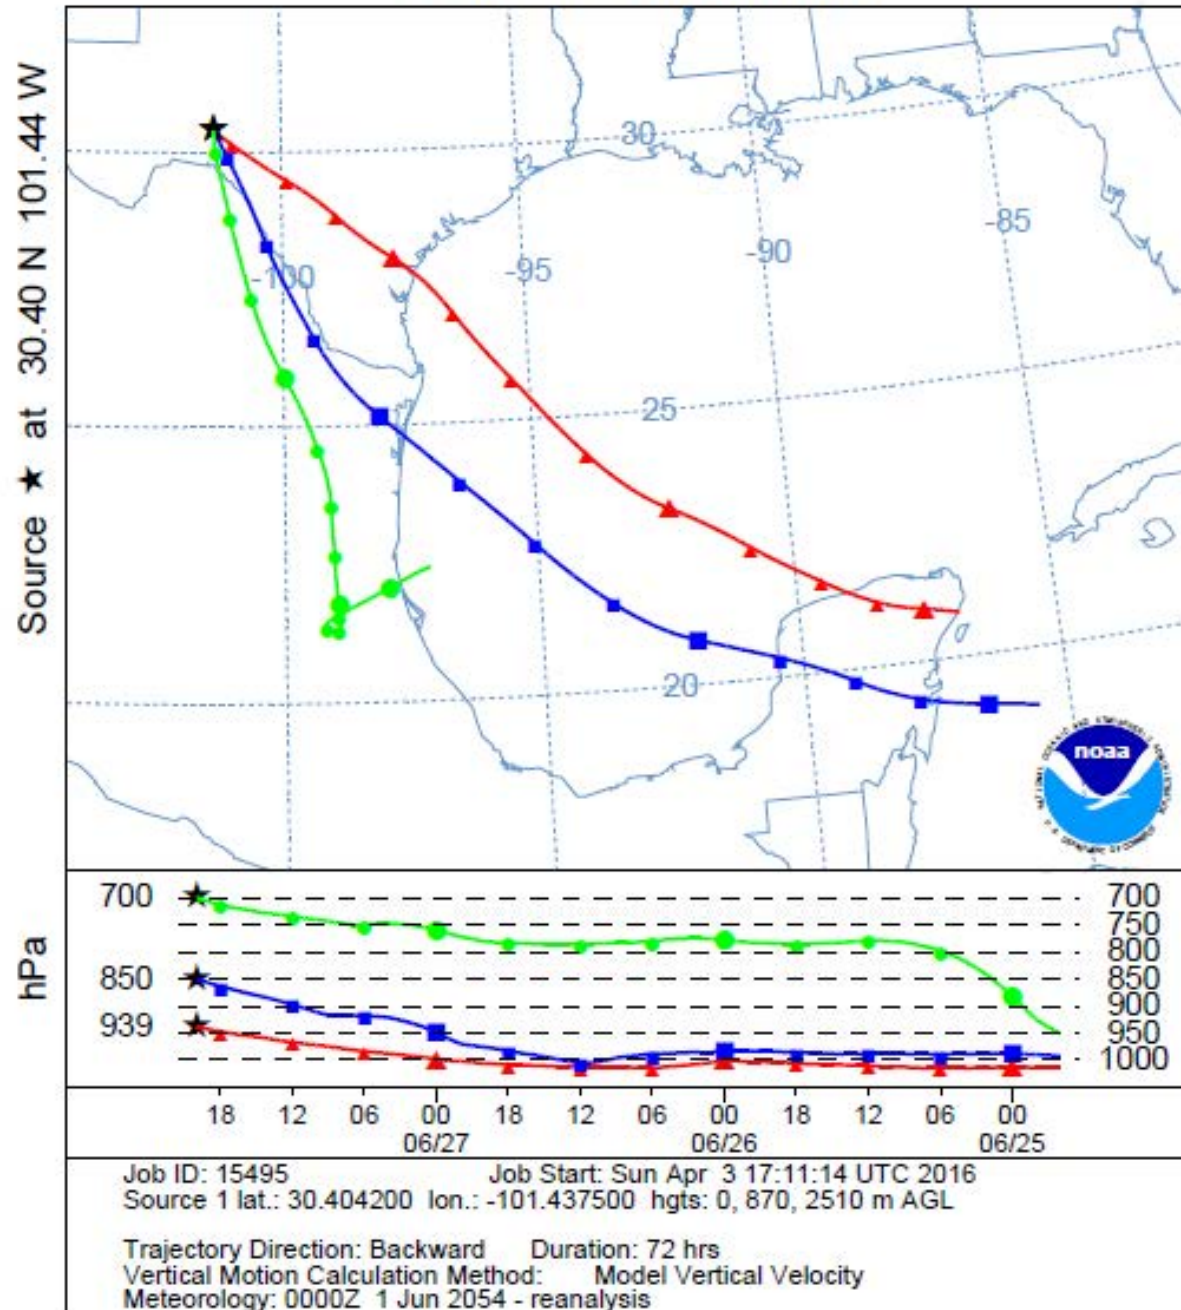 Source ★ at 30.40 N 101.44 W
30
-85
-90
-95
-100
25
20
noaa
hPa
700 700
750
800
850 850
900
939 950
1000
18 12 06 00 18 12 06 00 18 12 06 00
06/27 06/26 06/25
Job ID: 15495 Job Start: Sun Apr 3 17:11:14 UTC 2016
Source 1 lat.: 30.404200 lon.: -101.437500 hgts: 0, 870, 2510 m AGL
Trajectory Direction: Backward Duration: 72 hrs
Vertical Motion Calculation Method: Model Vertical Velocity
Meteorology: 0000Z 1 Jun 2054 - reanalysis